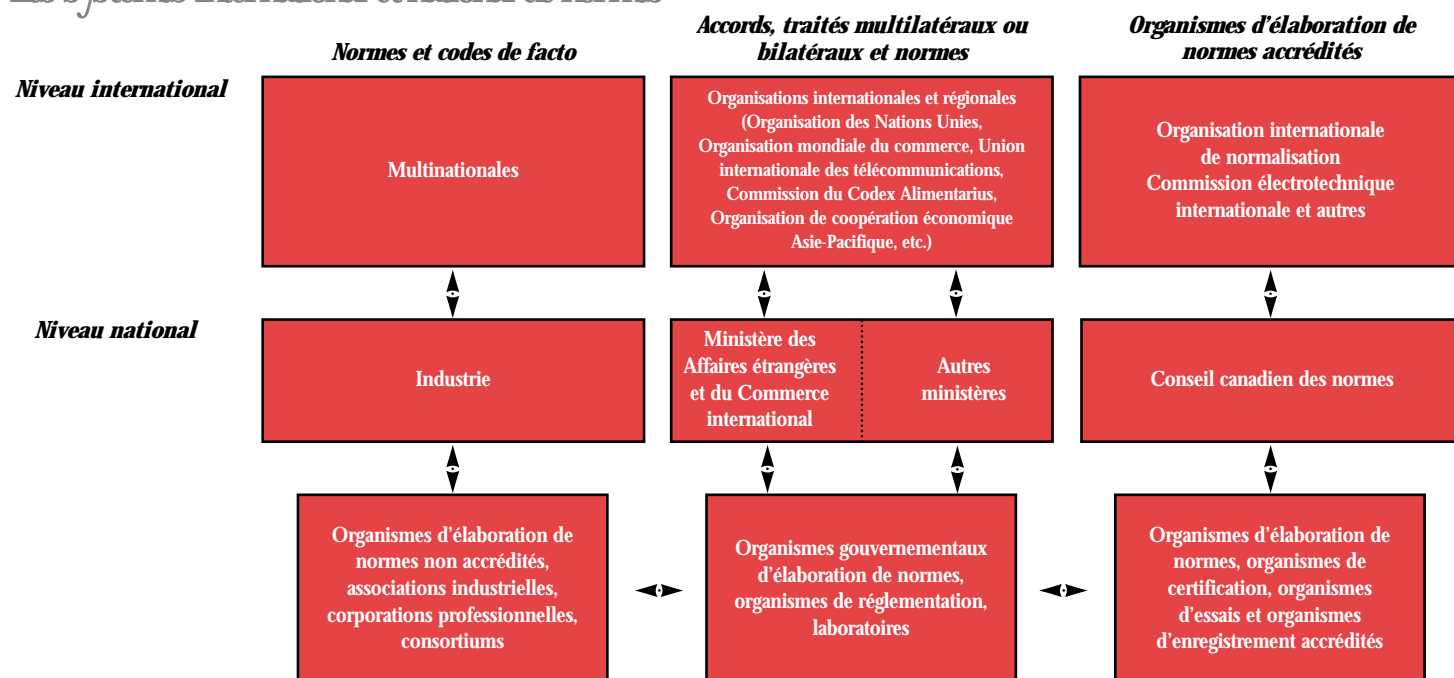 Normes et codes de facto
Accords, traités multilatéraux ou
bilatéraux et normes
Organismes d'élaboration de
normes accrédités
Niveau international
Multinationales
Organisations internationales et régionales
(Organisation des Nations Unies,
Organisation mondiale du commerce, Union
internationale des télécommunications,
Commission du Codex Alimentarius,
Organisation de coopération économique
Asie-Pacifique, etc.)
Organisation internationale
de normalisation
Commission électrotechnique
internationale et autres
Niveau national
Industrie
Ministère des
Affaires étrangères
et du Commerce
international
Autres
ministères
Conseil canadien des normes
Organismes d'élaboration de
normes non accrédités,
associations industrielles,
corporations professionnelles,
consortiums
Organismes gouvernementaux
d'élaboration de normes,
organismes de réglementation,
laboratoires
Organismes d'élaboration de
normes, organismes de
certification, organismes
d'essais et organismes
d'enregistrement accrédités